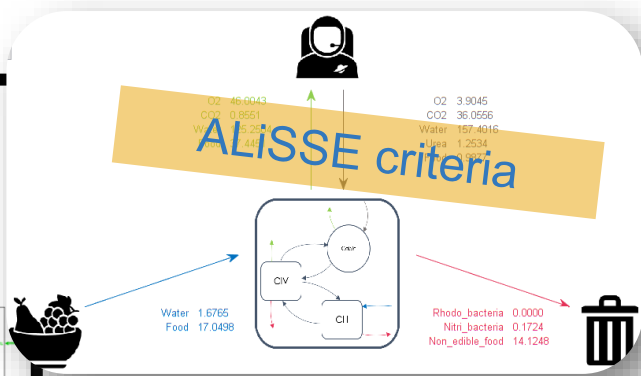 O2 46.0043
CO2 0.8551
O2 3.9045
CO2 36.0556
Water 157.4016
Urea 1.2534
ALiSSE criteria
CIV
CII
Water 1.6765
Food 17.0498
Rhodo_bacteria 0.0000
Nitri_bacteria 0.1724
Non_edible_food 14.1248